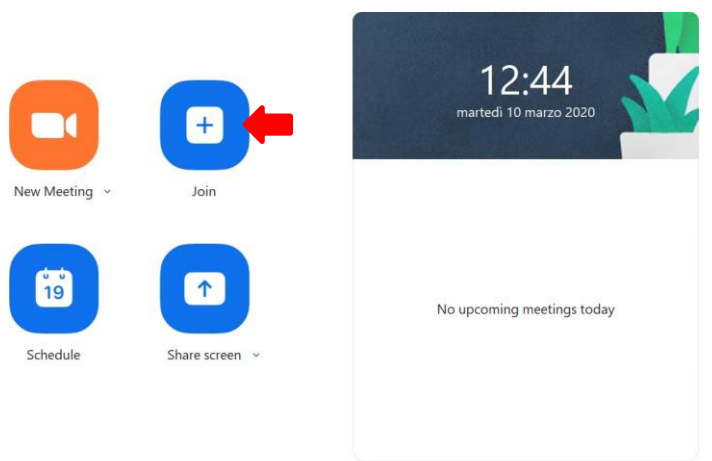 New Meeting
Join
19
Schedule
Share screen
12:44
martedì 10 marzo 2020
No upcoming meetings today